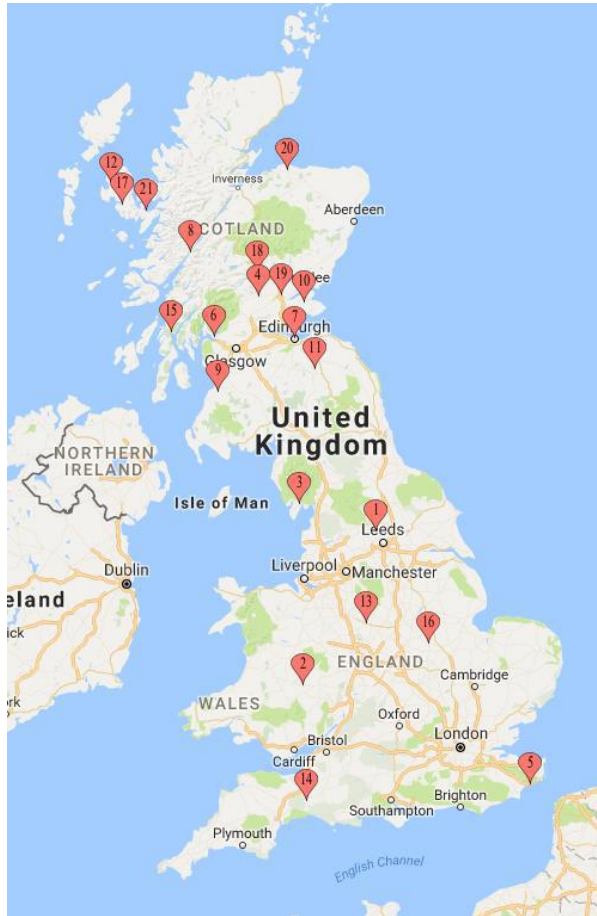 20
12
Inverness
17
21
Aberdeen
8
SCOTLAND
18
4
19
10
15
6
7
Edinburgh
Glasgow
11
9
United
Kingdom
NORTHERN
IRELAND
3
Isle of Man
1
Leeds
Dublin
Liverpool
Manchester
eland
13
ick
16
2
ENGLAND
Cambridge
rk
WALES
Oxford
London
Bristol
Cardiff
5
14
Brighton
Southampton
Plymouth
English Channel